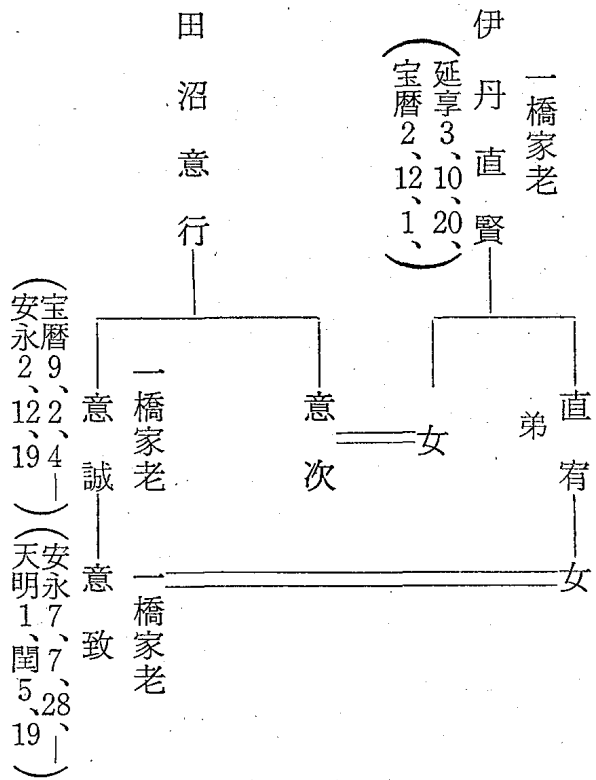 一橋家老
伊丹直賢
延享3、10、20、
宝暦2、12、1、
直宥
弟
女
女
田沼意行
意次
一橋家老
意誠
宝暦9、2、4―
安永2、12、19
一橋家老
意致
安永7、7、28、―
天明1、閏5、19